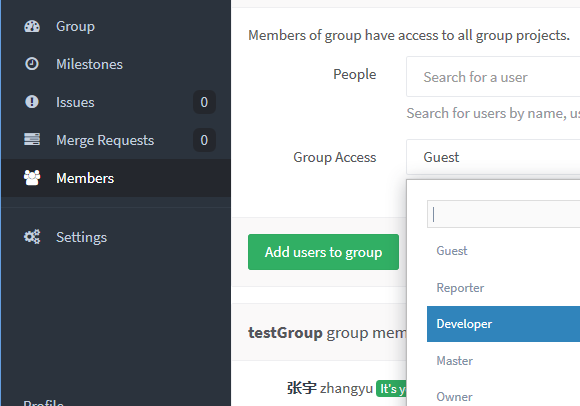 Group
Milestones
Issues 0
Merge Requests 0
Members
Settings
Profile
Members of group have access to all group projects.
People Search for a user
Search for users by name, us
Group Access Guest
Guest
Reporter
Developer
Master
Owner
Add users to group
testGroup group mem
张宇 zhangyu It's y